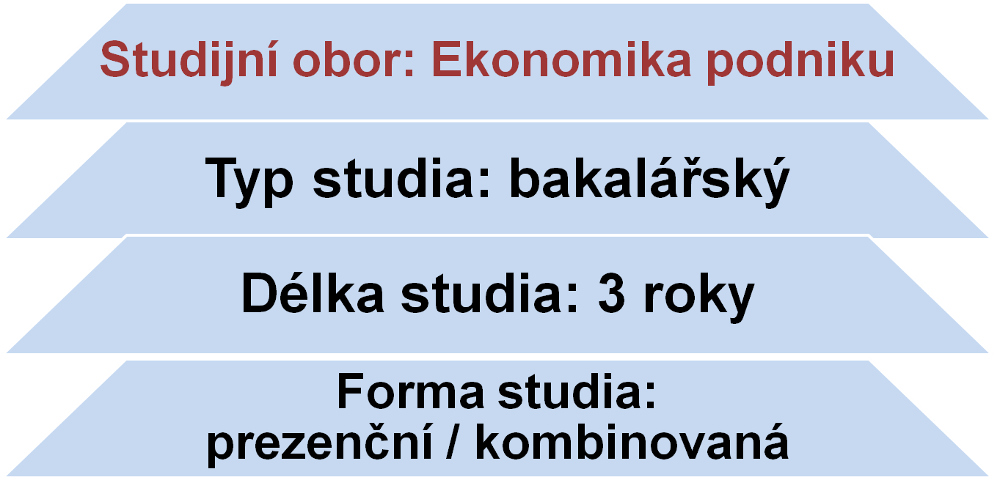 Studijní obor: Ekonomika podniku
Typ studia: bakalářský
Délka studia: 3 roky
Forma studia:
prezenční / kombinovaná